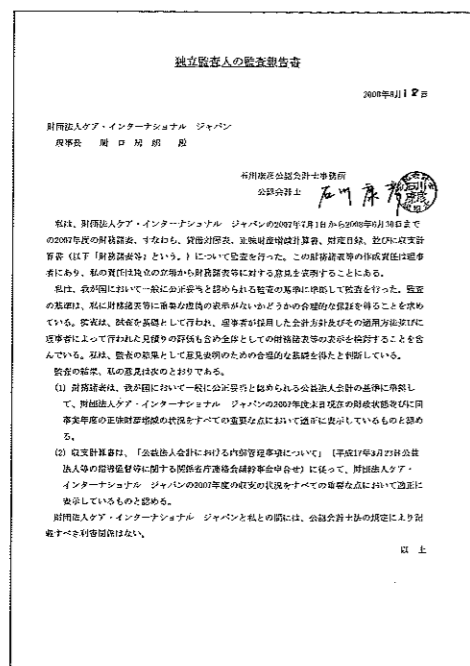 独立監査人の監査報告書
2008年8月18日
財団法人ケア・インターナショナル ジャパン
理事長 関口房朗 殿
石川康彦公認会計士事務所
公認会計士 石川康彦
私は、財団法人ケア・インターナショナル ジャパンの2007年7月1日から2008年6月30日まで
の2007年度の財務諸表、すなわち、貸借対照表、正味財産増減計算書、財産目録、並びに収支計
算書（以下「財務諸表等」という。）について監査を行った。この財務諸表等の作成責任は理事
者にあり、私の責任は独立の立場から財務諸表等に対する意見を表明することにある。
私は、我が国において一般に公正妥当と認められる監査の基準に準拠して監査を行った。監査
の基準は、私に財務諸表等に重要な虚偽の表示がないかどうかの合理的な保証を得ることを求め
ている。監査は、試査を基礎として行われ、理事者が採用した会計方針及びその適用方法並びに
理事者によって行われた見積りの評価も含め全体としての財務諸表等の表示を検討することを含
んでいる。私は、監査の結果として意見表明のための合理的な基礎を得たと判断している。
監査の結果、私の意見は次のとおりである。
(1) 財務諸表は、我が国において一般に公正妥当と認められる公益法人会計の基準に準拠し
て、財団法人ケア・インターナショナル ジャパンの2007年度末日現在の財政状態並びに同
事業年度の正味財産増減の状況をすべての重要な点において適正に表示しているものと認め
る。
(2) 収支計算書は、「公益法人会計における内部管理事項について」（平成17年3月23日公益
法人等の指導監督等に関する関係省庁連絡会議幹事会申合せ）に従って、財団法人ケア・
インターナショナル ジャパンの2007年度の収支の状況をすべての重要な点において適正に
表示しているものと認める。
財団法人ケア・インターナショナル ジャパンと私との間には、公認会計士法の規定により記
載すべき利害関係はない。
以上